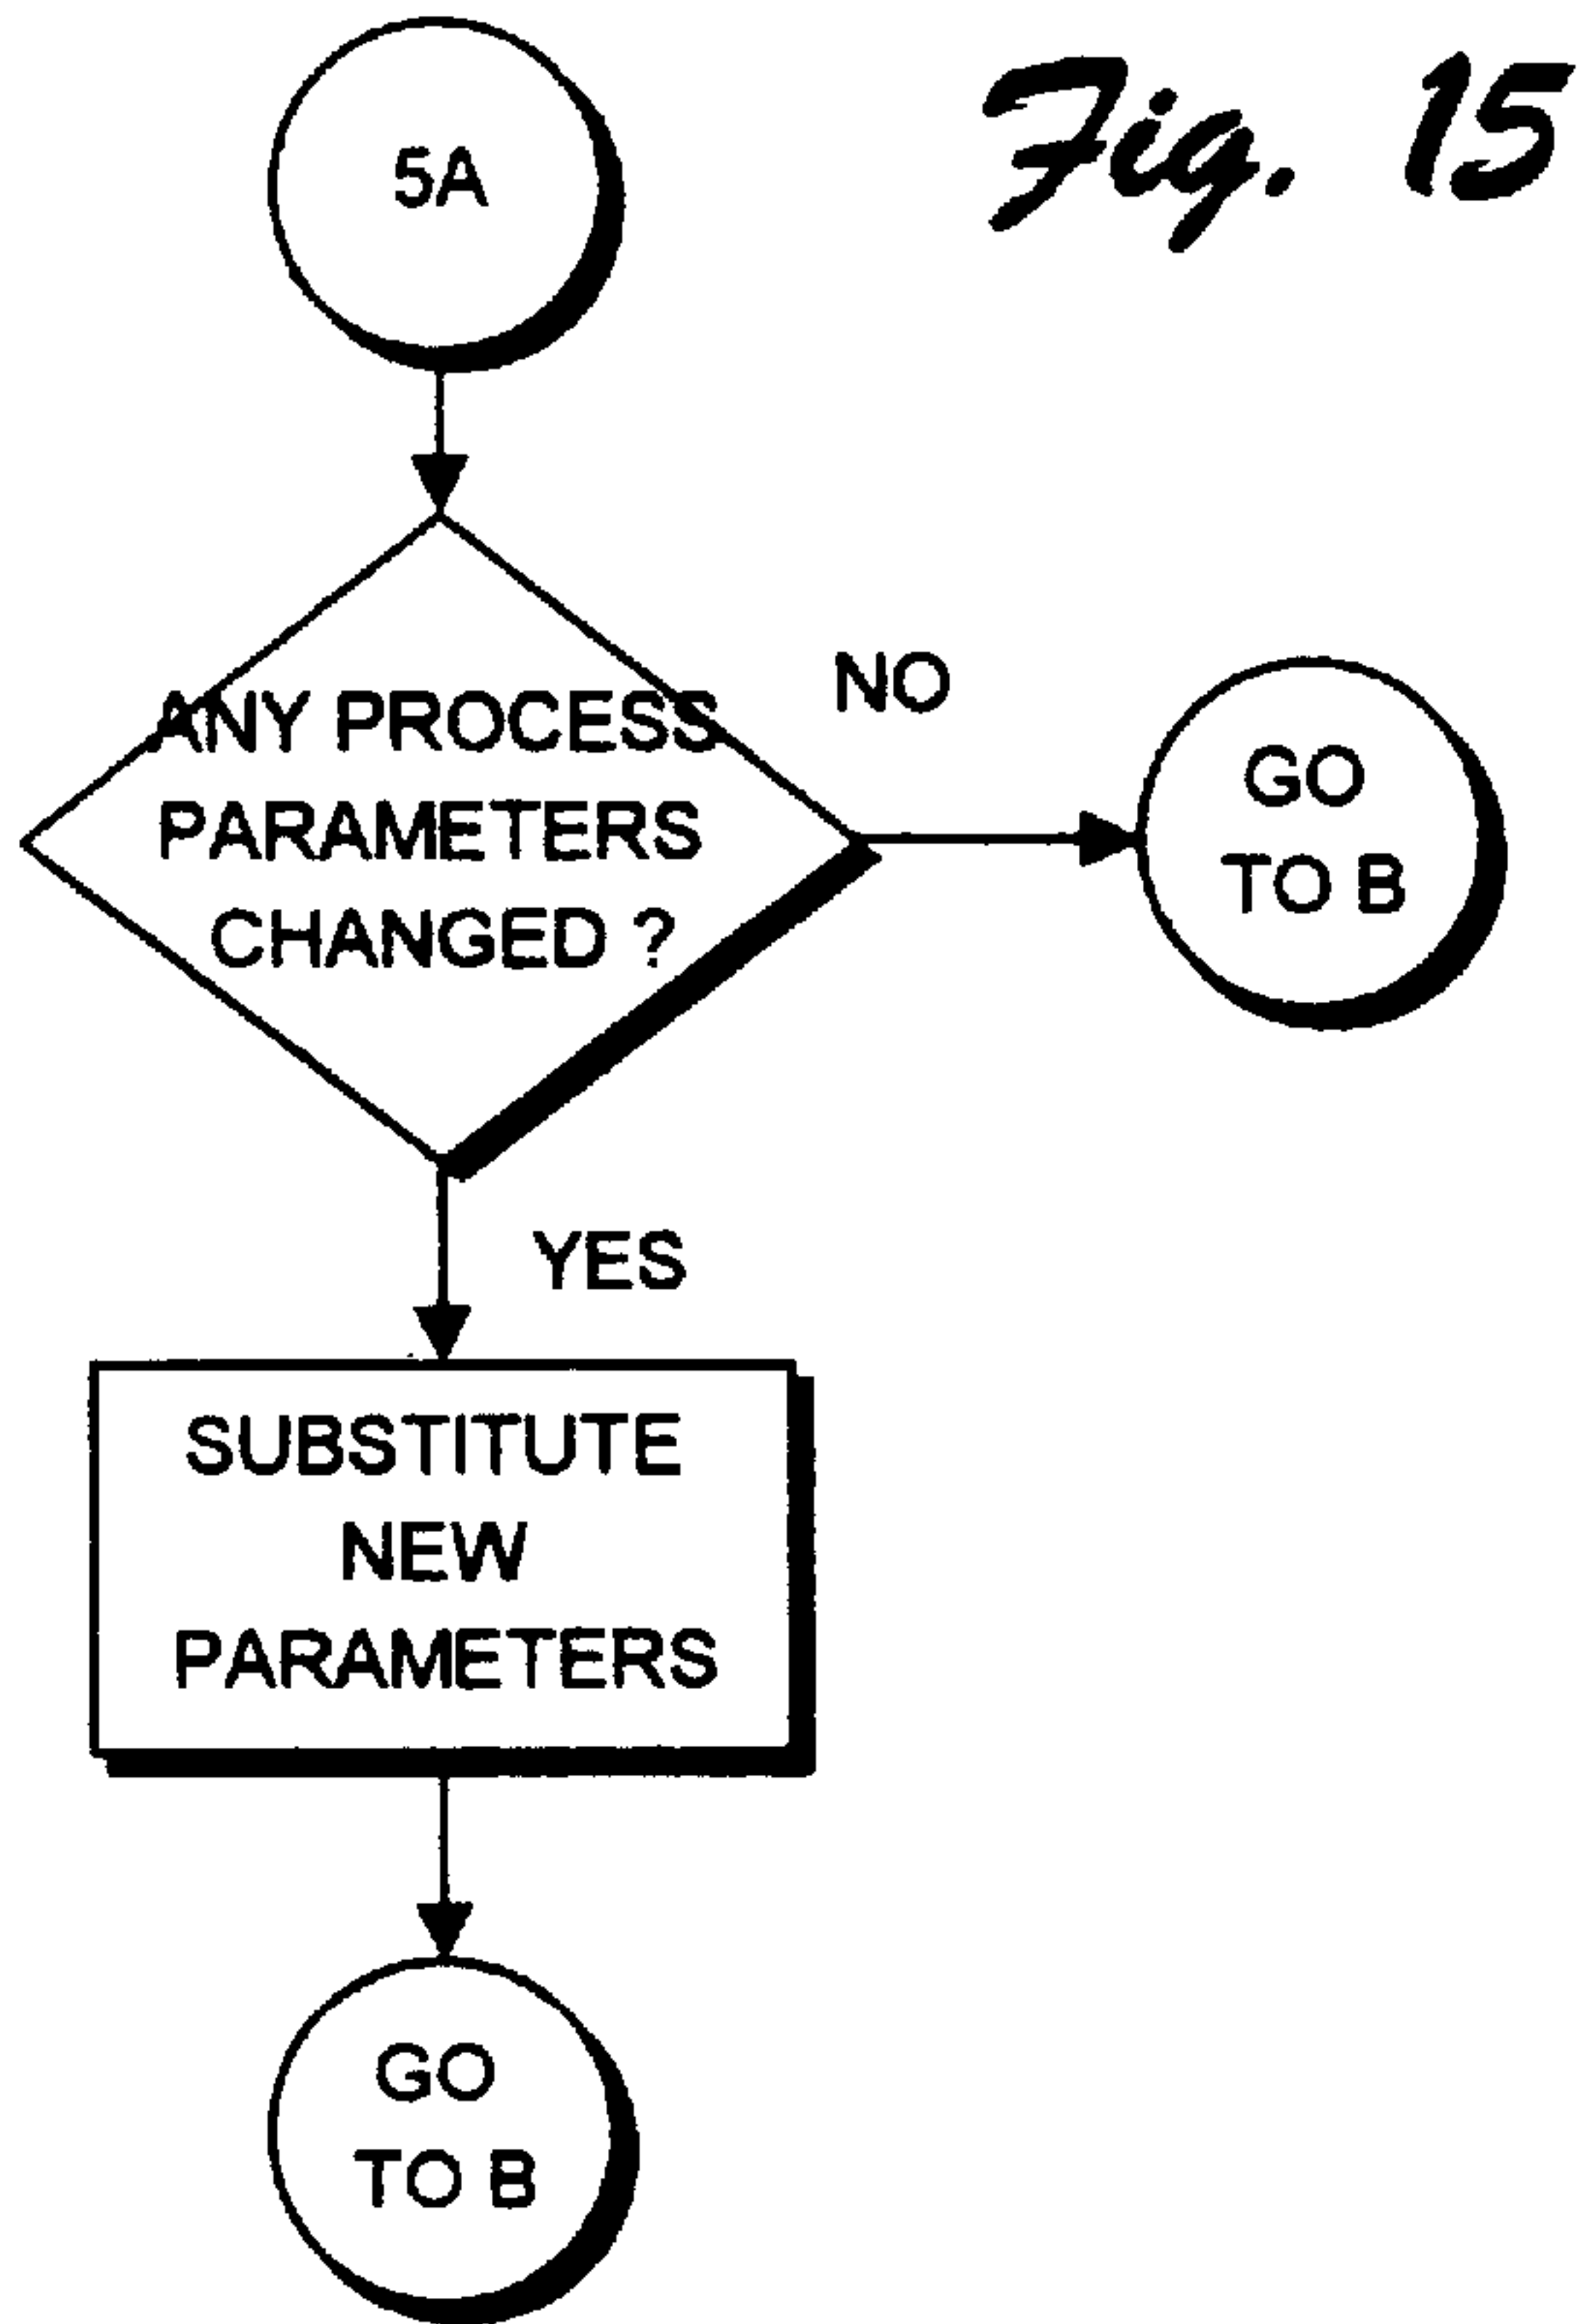 Fig. 15
5A
ANY PROCESS
PARAMETERS
CHANGED ?
NO
GO
TO B
YES
SUBSTITUTE
NEW
PARAMETERS
GO
TO B